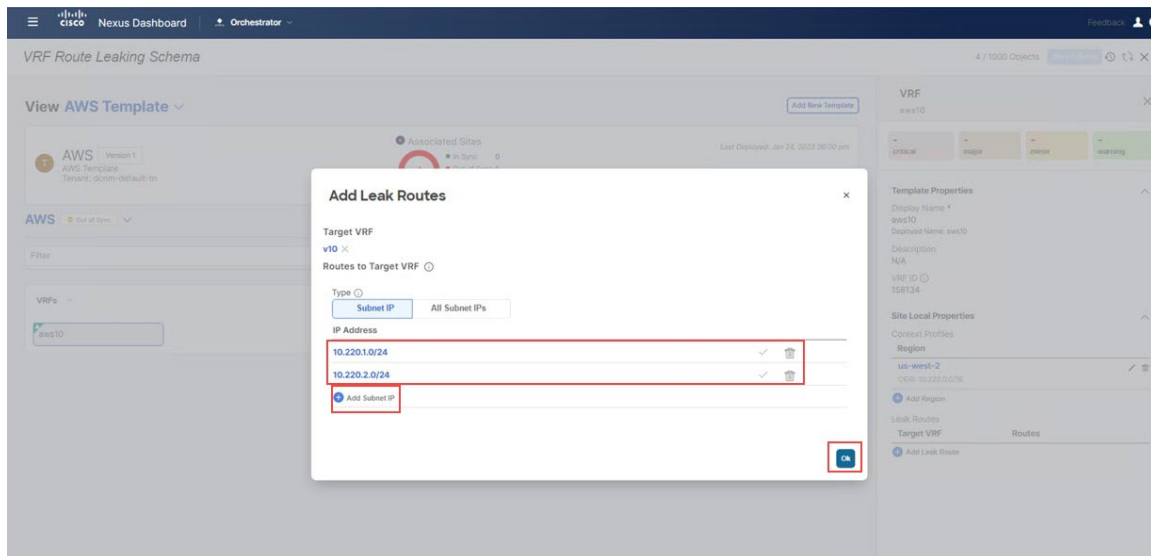 cisco Nexus Dashboard Orchestrator Feedback
VRF Route Leaking Schema
4 / 1000 Objects
View AWS Template
Add New Template
AWS Version 1
AWS Template
Tenant: dcnm-default-tn
Associated Sites
In Sync 0
Last Deployed: Jan 24, 2023
AWS Out of Sync
Filter
VRFs
aws10
Add Leak Routes
Target VRF
v10
Routes to Target VRF
Type
Subnet IP All Subnet IPs
IP Address
10.220.1.0/24
10.220.2.0/24
Add Subnet IP
Ok
VRF
aws10
critical major minor warning
Template Properties
Display Name *
aws10
Deployed Name: aws10
Description
N/A
VRF ID
158134
Site Local Properties
Context Profiles
Region
us-west-2
CIDR: 10.220.0.0/16
Add Region
Leak Routes
Target VRF Routes
Add Leak Route